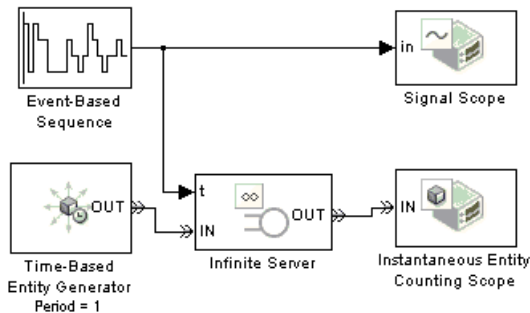 in
Event-Based
Sequence
Signal Scope
OUT
t
IN
∞
OUT
IN
Time-Based
Entity Generator
Period = 1
Infinite Server
Instantaneous Entity
Counting Scope